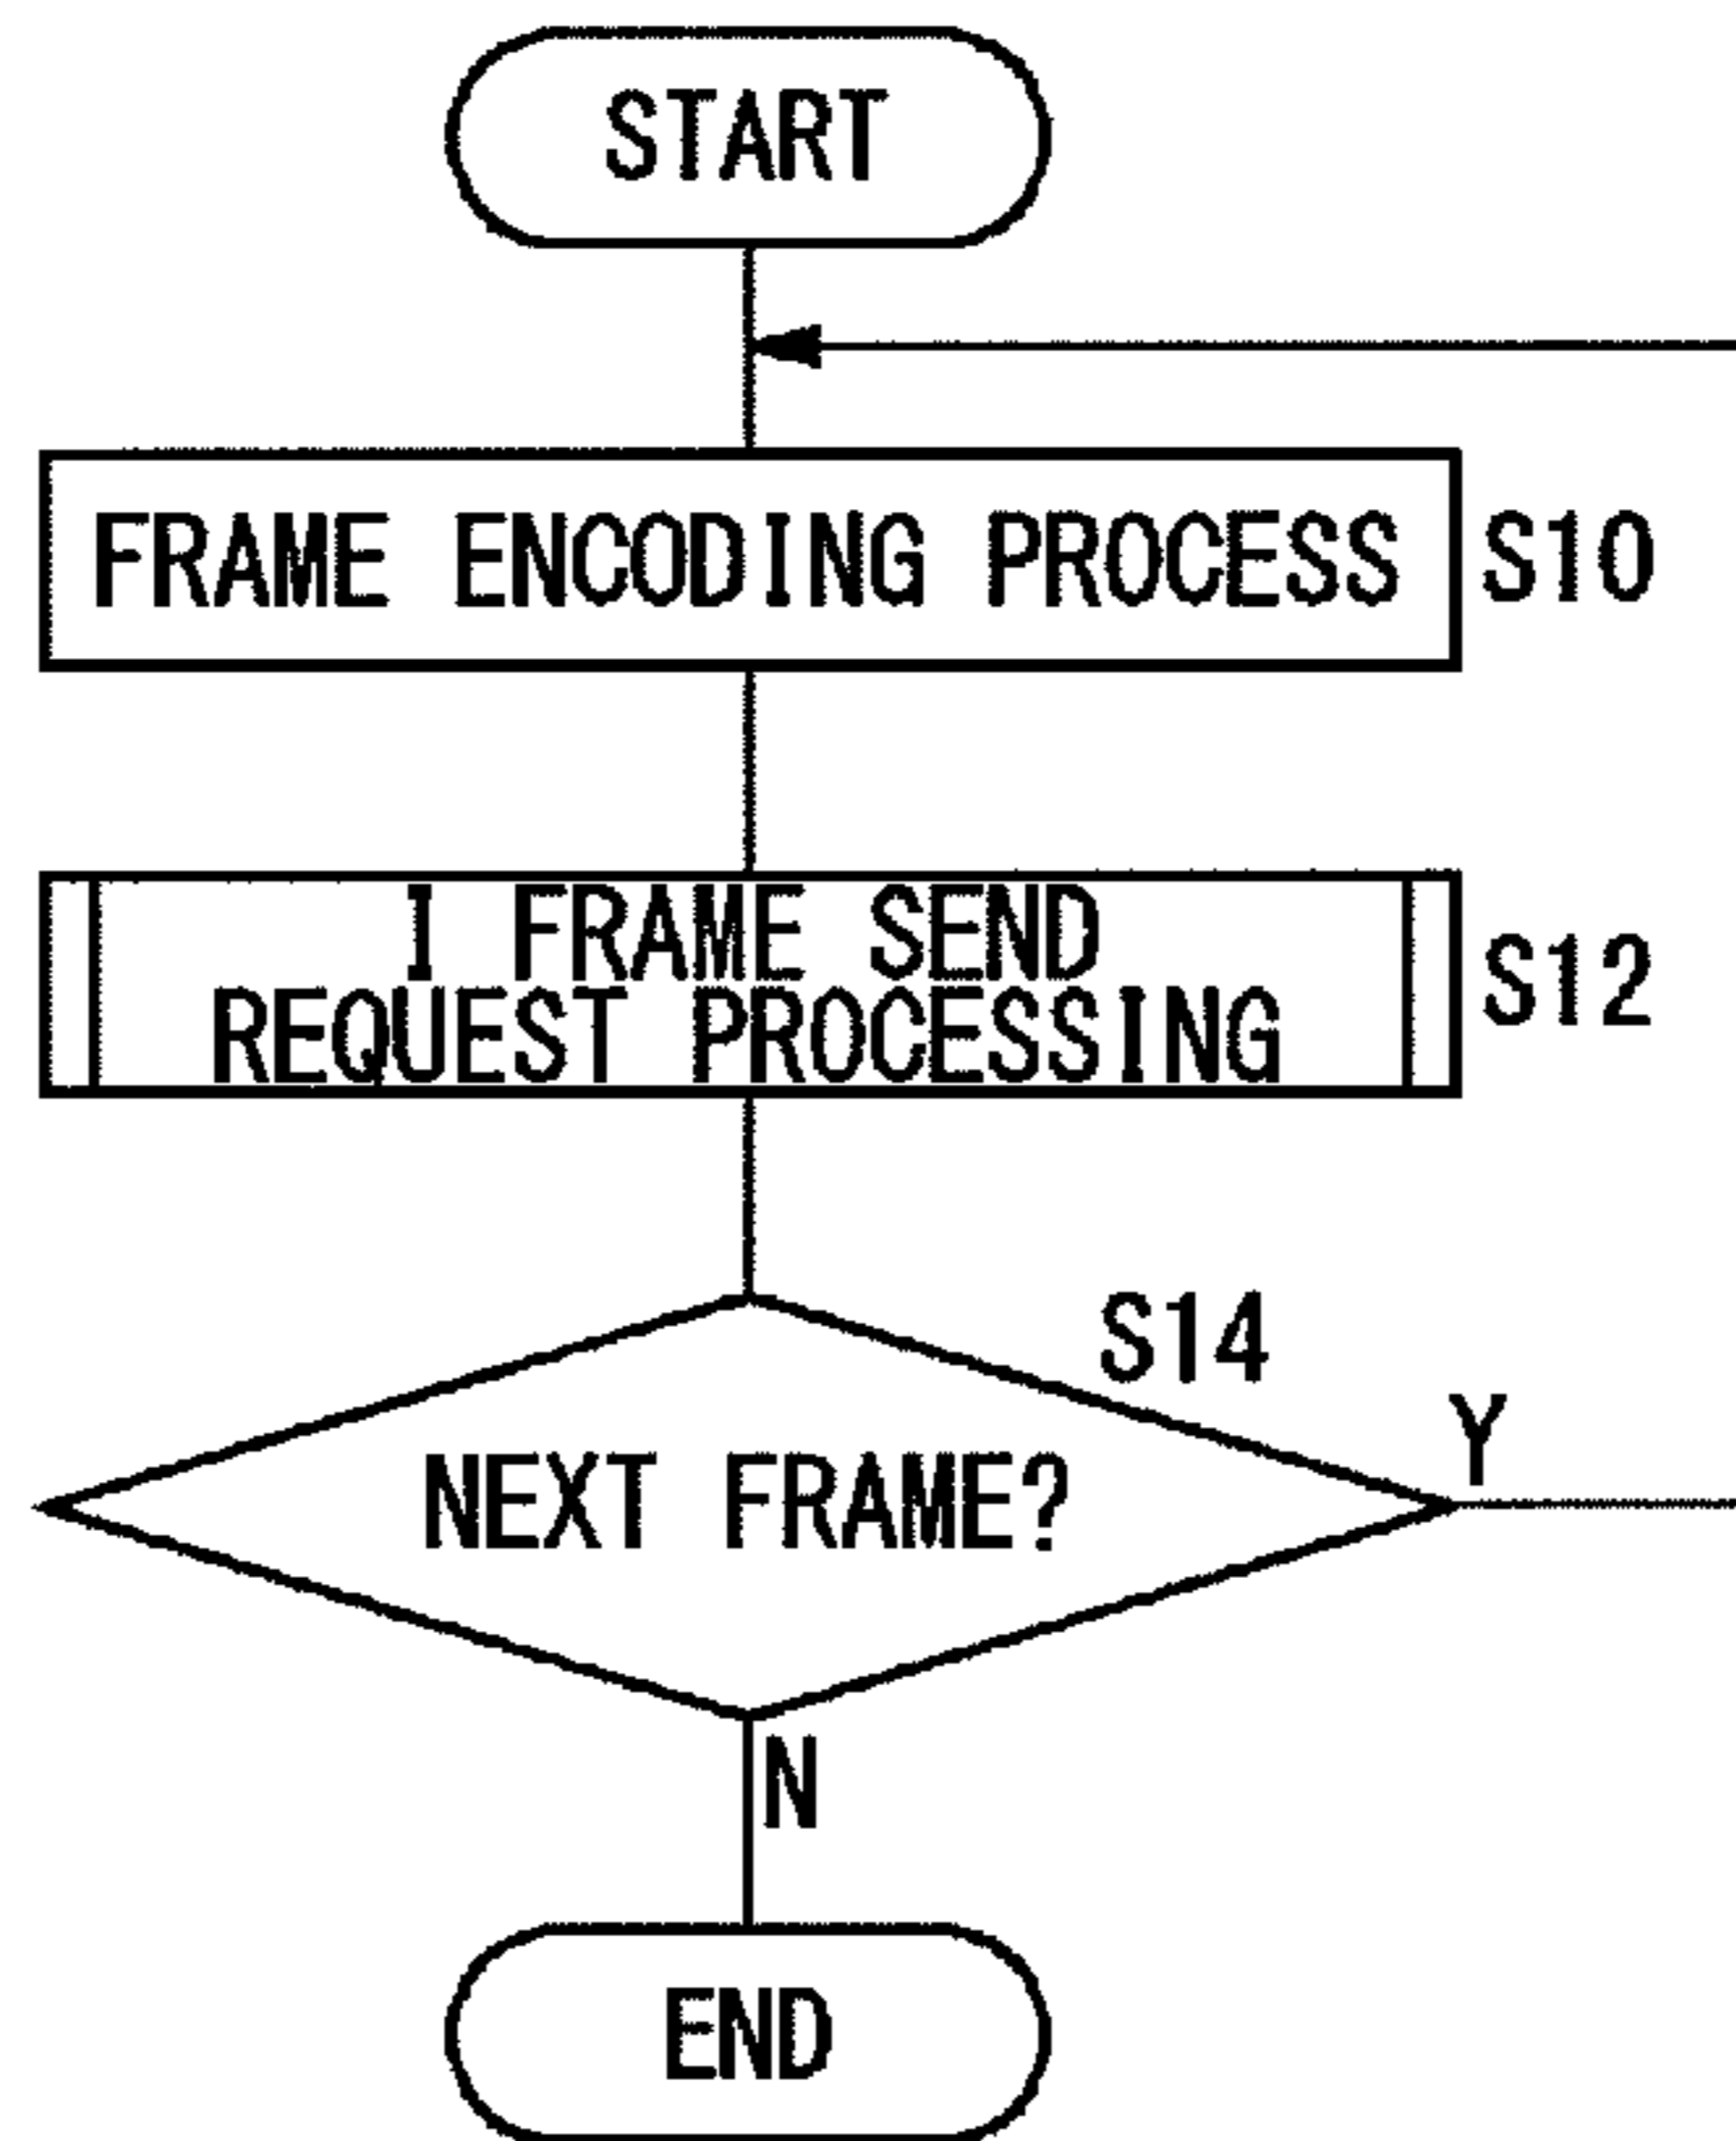 START
FRAME ENCODING PROCESS S10
I FRAME SEND
REQUEST PROCESSING
S12
S14
NEXT FRAME?
Y
N
END